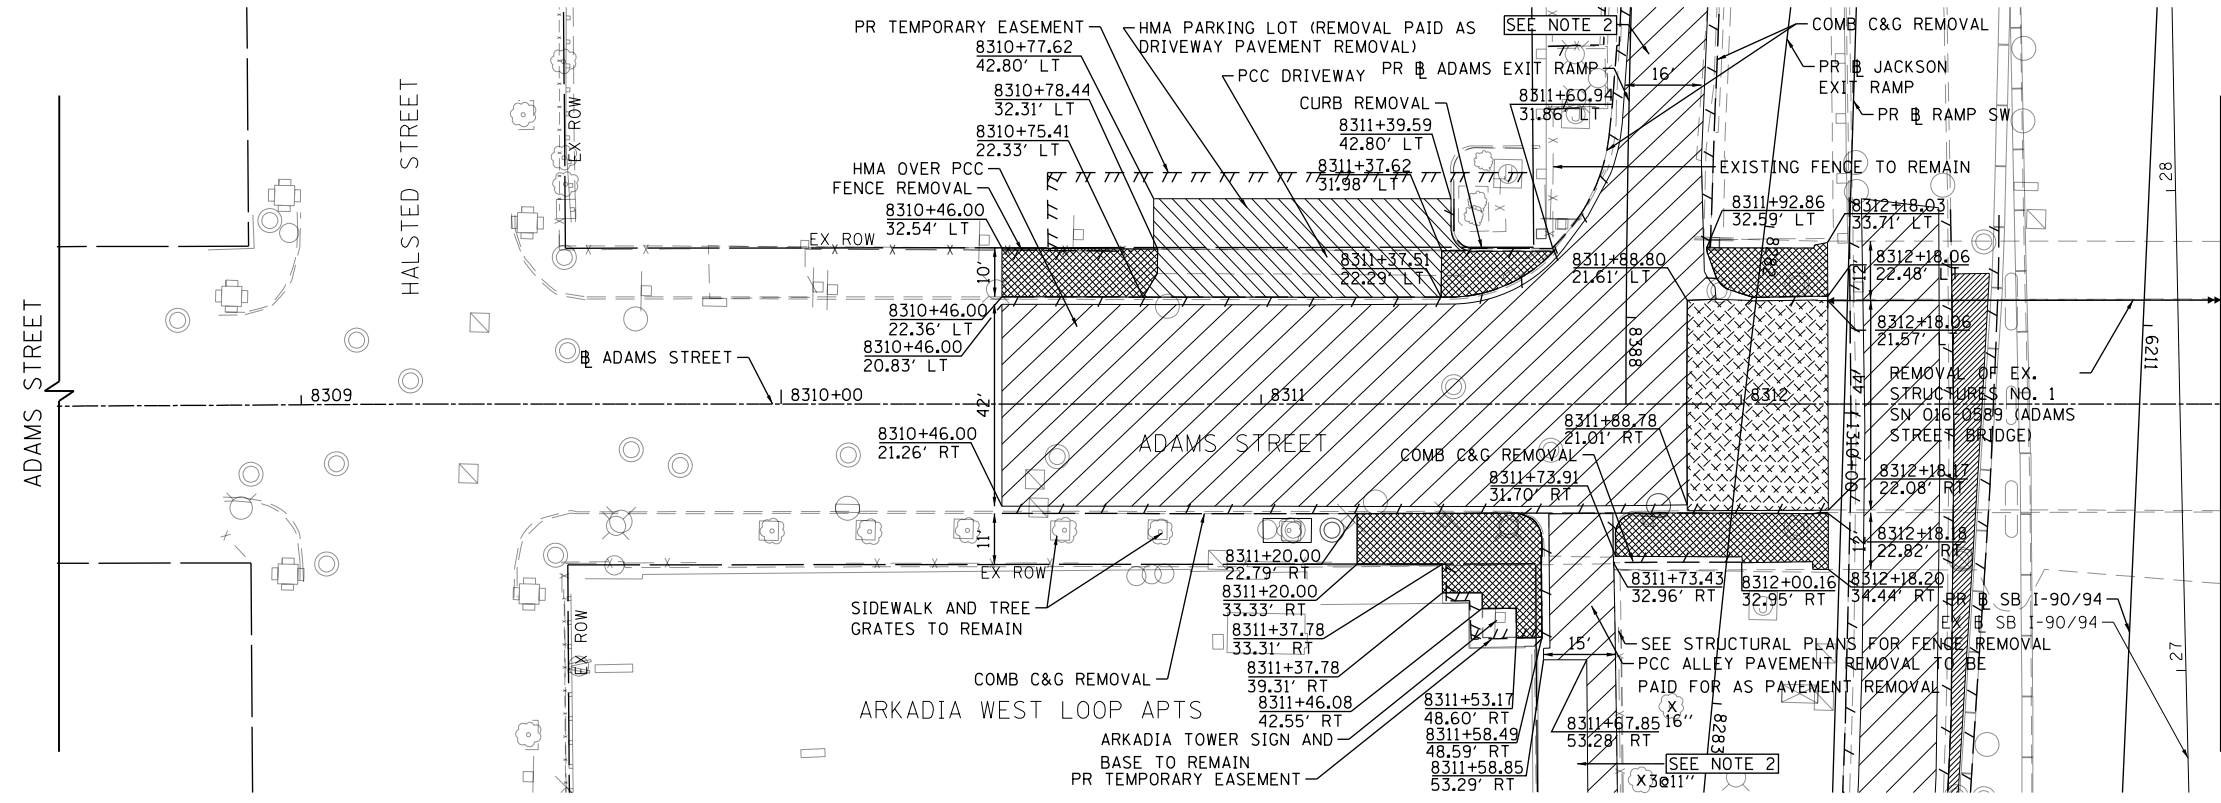 PR TEMPORARY EASEMENT
8310+77.62
42.80' LT
8310+78.44
32.31' LT
8310+75.41
22.33' LT
HMA OVER PCC
FENCE REMOVAL
8310+46.00
32.54' LT
EX ROW
HMA PARKING LOT (REMOVAL PAID AS
DRIVEWAY PAVEMENT REMOVAL)
PCC DRIVEWAY
PR ℄ ADAMS EXIT RAMP
CURB REMOVAL
8311+39.59
42.80' LT
8311+37.62
31.98' LT
SEE NOTE 2
16'
8311+60.94
31.86' LT
COMB C&G REMOVAL
PR ℄ JACKSON
EXIT RAMP
PR ℄ RAMP SW
EXISTING FENCE TO REMAIN
8311+92.86
32.59' LT
8312+18.03
33.71' LT
28
HALSTED STREET
EX ROW
10'
8310+46.00
22.36' LT
8310+46.00
20.83' LT
8311+37.51
22.29' LT
8311+88.80
21.61' LT
8282
12'
8312+18.06
22.48' LT
8312+18.06
21.57'
8388
6211
ADAMS STREET
℄ ADAMS STREET
8309
8310+00
8311
8312
42'
44'
1310+00
REMOVAL OF EX.
STRUCTURES NO. 1
SN 016-0589 (ADAMS
STREET BRIDGE)
8310+46.00
21.26' RT
ADAMS STREET
8311+88.78
21.01' RT
COMB C&G REMOVAL
8311+73.91
31.70' RT
8312+18.17
22.08' RT
8312+18.18
22.82' RT
12'
11'
EX ROW
8311+20.00
22.79' RT
8311+20.00
33.33' RT
8311+37.78
33.31' RT
8311+37.78
39.31' RT
8311+46.08
42.55' RT
8311+73.43
32.96' RT
8312+00.16
32.95' RT
8312+18.20
34.44' RT
PR ℄ SB I-90/94
EX ℄ SB I-90/94
27
EX ROW
SIDEWALK AND TREE
GRATES TO REMAIN
COMB C&G REMOVAL
ARKADIA WEST LOOP APTS
ARKADIA TOWER SIGN AND
BASE TO REMAIN
PR TEMPORARY EASEMENT
15'
SEE STRUCTURAL PLANS FOR FENCE REMOVAL
PCC ALLEY PAVEMENT REMOVAL TO BE
PAID FOR AS PAVEMENT REMOVAL
8311+53.17
48.60' RT
8311+58.49
48.59' RT
8311+58.85
53.29' RT
8311+67.85
53.28' RT
16"
8283
SEE NOTE 2
3@11"